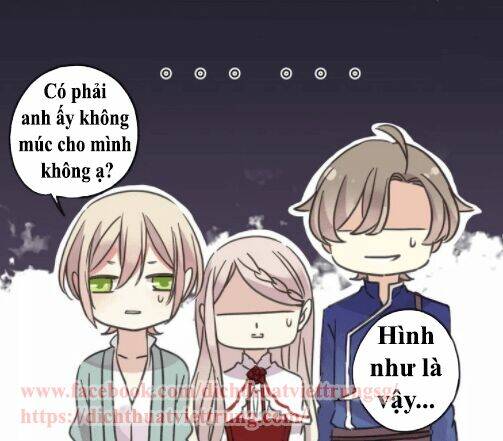 Có phải
anh ấy không
múc cho mình
không ạ?
Hình
như là
vậy...
www.facebook.com/dichthuatviettrungsg/
https://dichthuatviettrung.com/